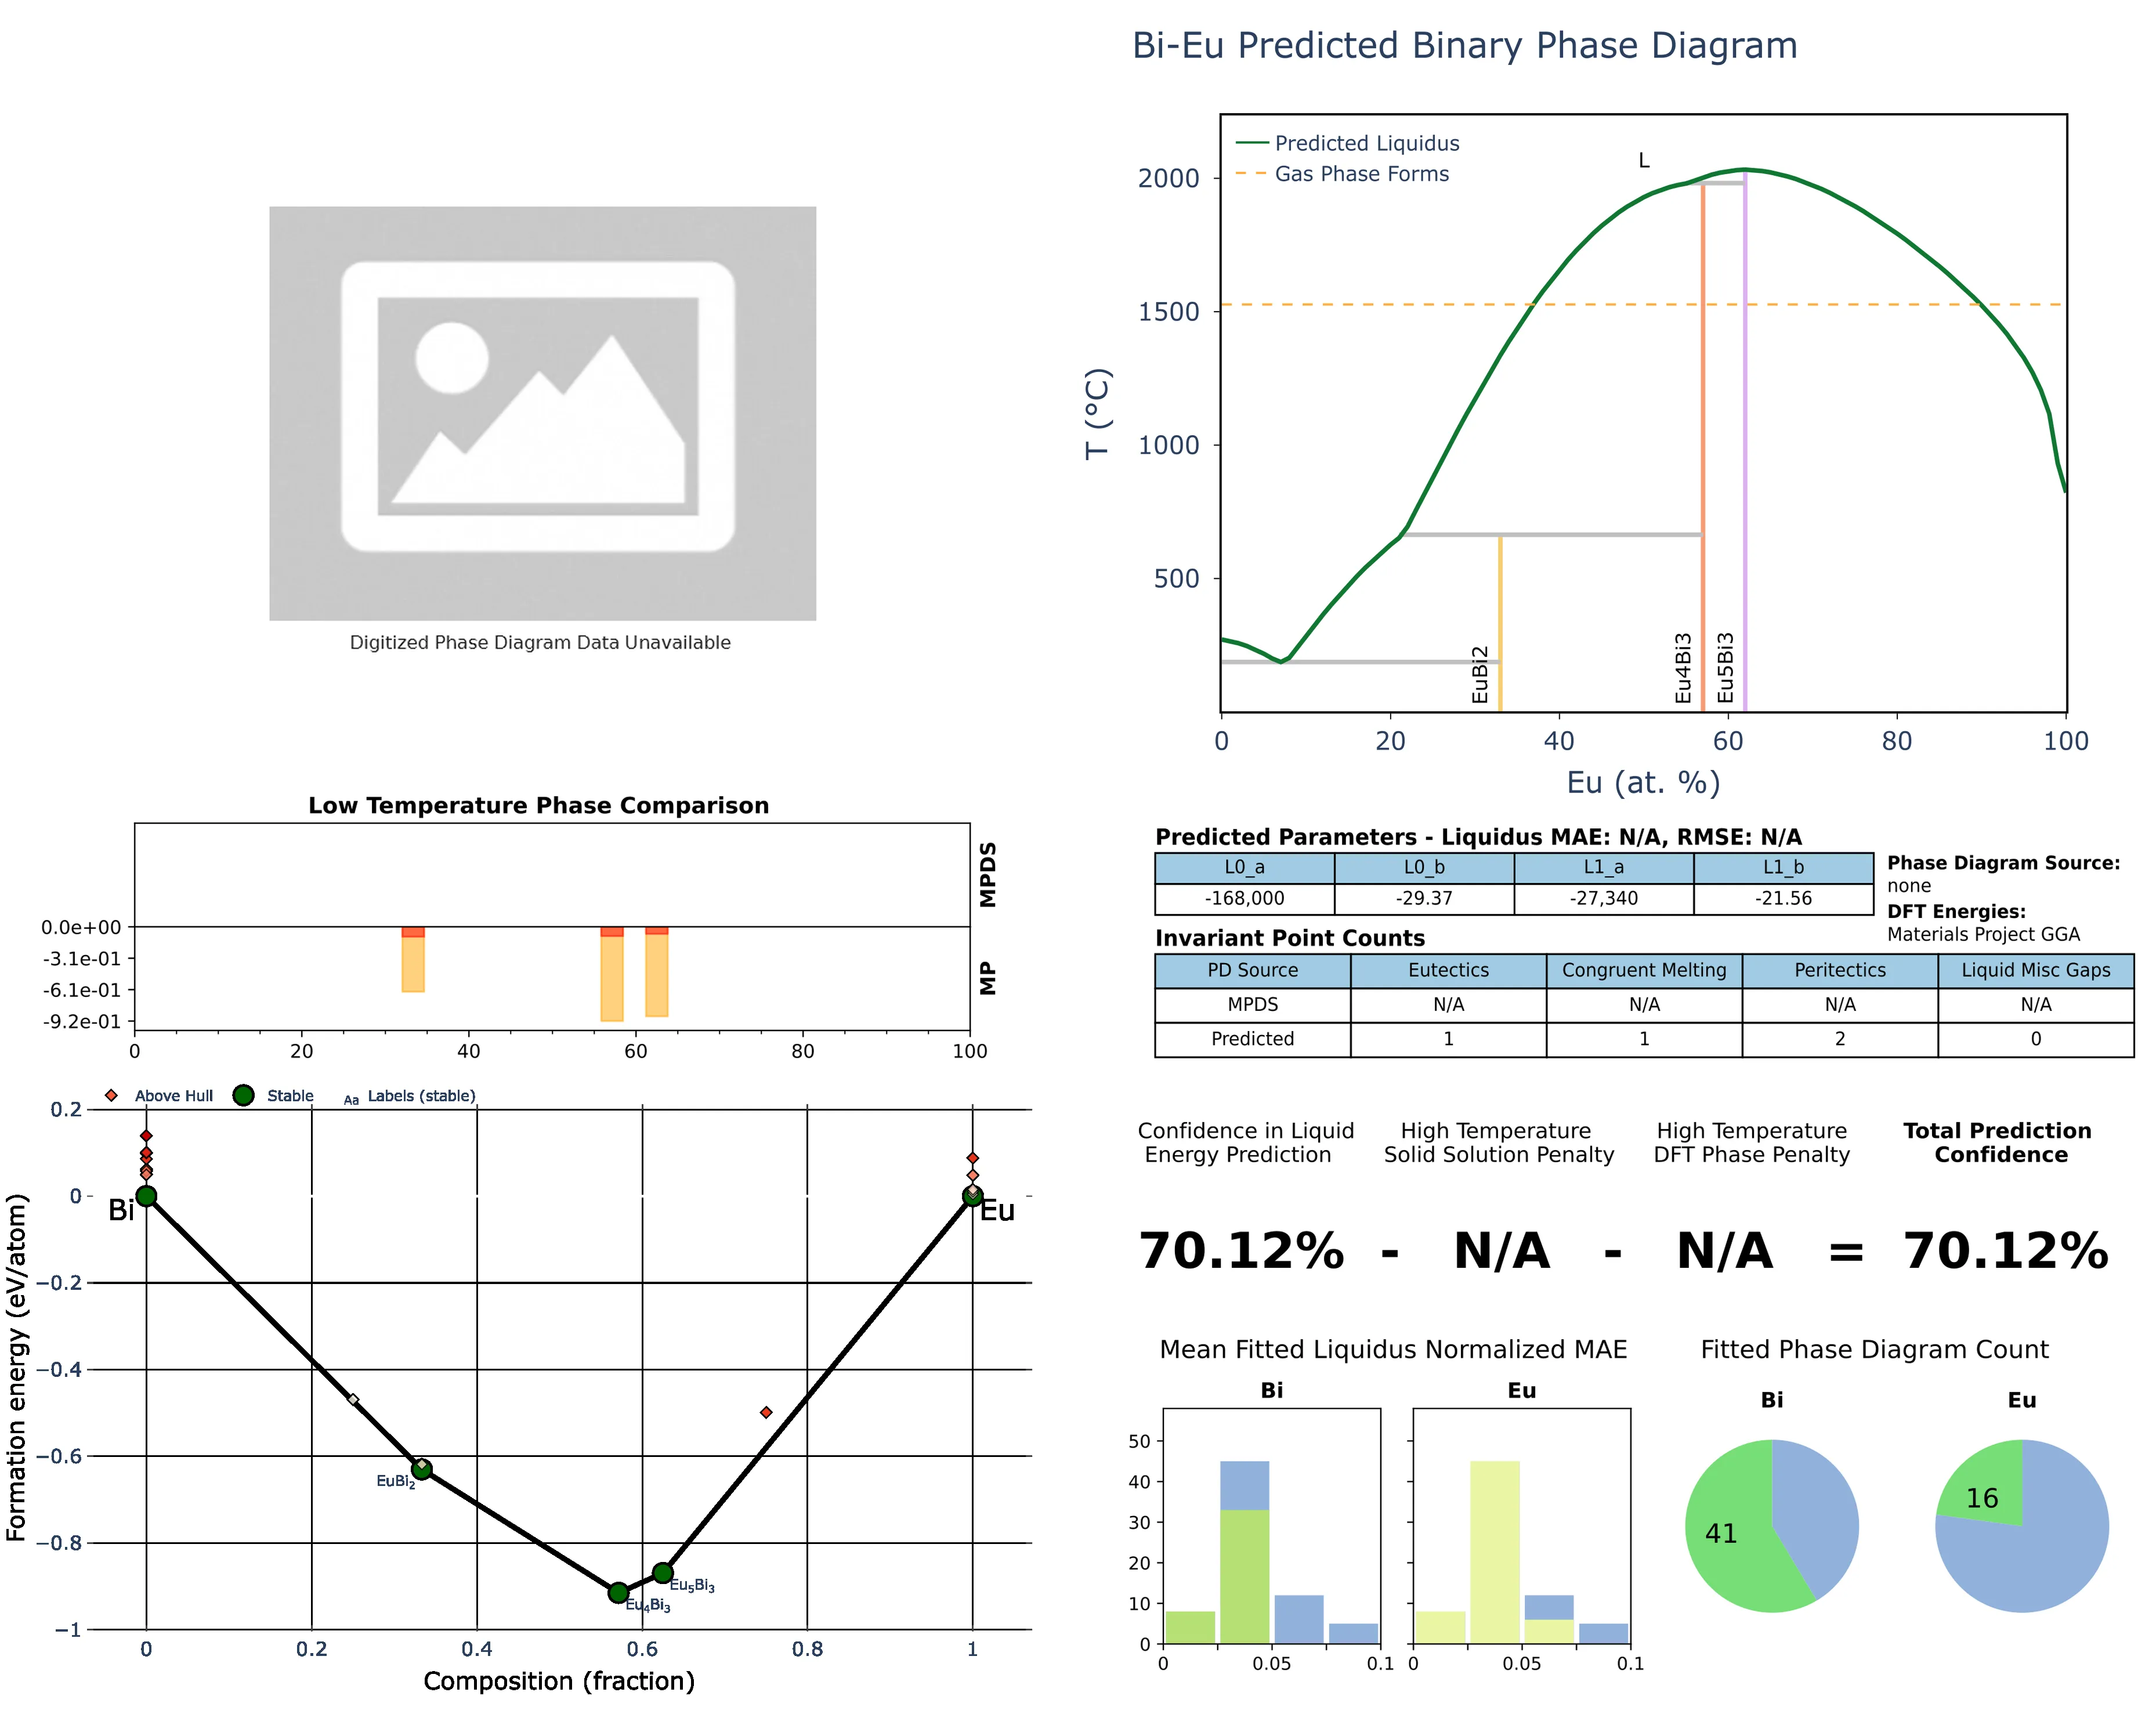 Bi-Eu Predicted Binary Phase Diagram
Predicted Liquidus
Gas Phase Forms
L
2000
1500
1000
500
T (°C)
EuBi2
Eu4Bi3
Eu5Bi3
0 20 40 60 80 100
Eu (at. %)
Digitized Phase Diagram Data Unavailable
Low Temperature Phase Comparison
MPDS
MP
0.0e+00
-3.1e-01
-6.1e-01
-9.2e-01
0 20 40 60 80 100
Predicted Parameters - Liquidus MAE: N/A, RMSE: N/A
L0_a L0_b L1_a L1_b
-168,000 -29.37 -27,340 -21.56
Phase Diagram Source:
none
DFT Energies:
Materials Project GGA
Invariant Point Counts
PD Source Eutectics Congruent Melting Peritectics Liquid Misc Gaps
MPDS N/A N/A N/A N/A
Predicted 1 1 2 0
Above Hull Stable Aa Labels (stable)
0.2
0
−0.2
−0.4
−0.6
−0.8
−1
Formation energy (eV/atom)
Bi
Eu
EuBi2
Eu4Bi3
Eu5Bi3
0 0.2 0.4 0.6 0.8 1
Composition (fraction)
Confidence in Liquid
Energy Prediction
High Temperature
Solid Solution Penalty
High Temperature
DFT Phase Penalty
Total Prediction
Confidence
70.12% - N/A - N/A = 70.12%
Mean Fitted Liquidus Normalized MAE
Bi
Eu
50
40
30
20
10
0
0 0.05 0.1
0 0.05 0.1
Fitted Phase Diagram Count
Bi
Eu
41
16